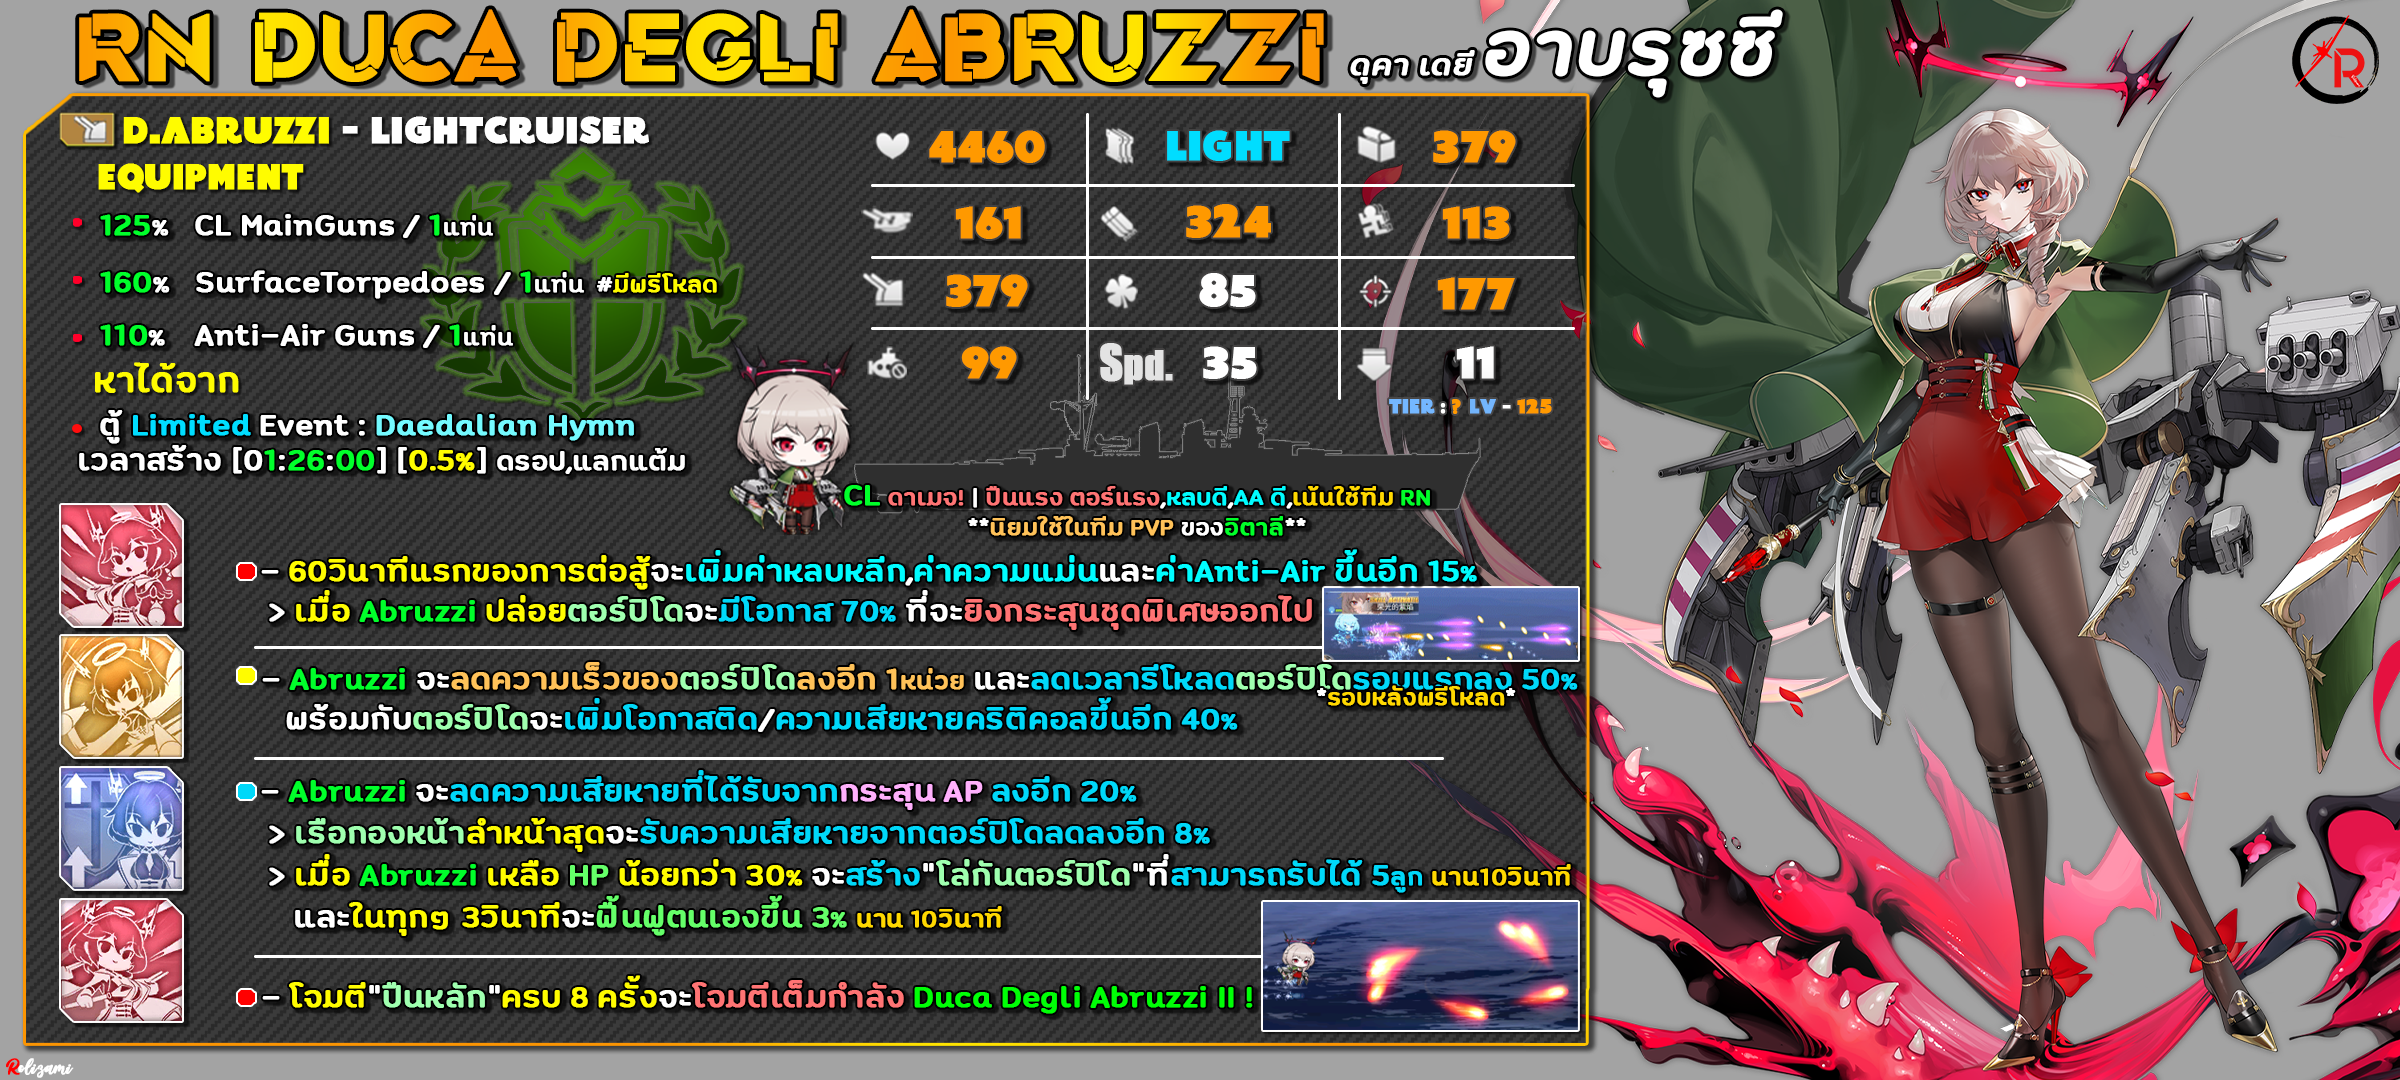 RN DUCA DEGLI ABRUZZI ดุคา เดยี อาบรุซซี
R
D.ABRUZZI - LIGHTCRUISER
EQUIPMENT
125% CL MainGuns / 1แท่น
160% SurfaceTorpedoes / 1แท่น #มีพรีโหลด
110% Anti-Air Guns / 1แท่น
หาได้จาก
ตู้ Limited Event : Daedalian Hymn
เวลาสร้าง [01:26:00] [0.5%] ดรอป,แลกแต้ม
4460 LIGHT 379
161 324 113
379 85 177
99 Spd. 35 11
TIER : ? LV - 125
CL ดาเมจ! | ปืนแรง ตอร์แรง,หลบดี,AA ดี,เน้นใช้ทีม RN
**นิยมใช้ในทีม PVP ของอิตาลี**
- 60วินาทีแรกของการต่อสู้จะเพิ่มค่าหลบหลีก,ค่าความแม่นและค่าAnti-Air ขึ้นอีก 15%
> เมื่อ Abruzzi ปล่อยตอร์ปิโดจะมีโอกาส 70% ที่จะยิงกระสุนชุดพิเศษออกไป
- Abruzzi จะลดความเร็วของตอร์ปิโดลงอีก 1หน่วย และลดเวลารีโหลดตอร์ปิโดรอบแรกลง 50%
*รอบหลังพรีโหลด*
พร้อมกับตอร์ปิโดจะเพิ่มโอกาสติด/ความเสียหายคริติคอลขึ้นอีก 40%
- Abruzzi จะลดความเสียหายที่ได้รับจากกระสุน AP ลงอีก 20%
> เรือกองหน้าลำหน้าสุดจะรับความเสียหายจากตอร์ปิโดลดลงอีก 8%
> เมื่อ Abruzzi เหลือ HP น้อยกว่า 30% จะสร้าง"โล่กันตอร์ปิโด"ที่สามารถรับได้ 5ลูก นาน10วินาที
และในทุกๆ 3วินาทีจะฟื้นฟูตนเองขึ้น 3% นาน 10วินาที
- โจมตี"ปืนหลัก"ครบ 8 ครั้งจะโจมตีเต็มกำลัง Duca Degli Abruzzi II !
Rolizami